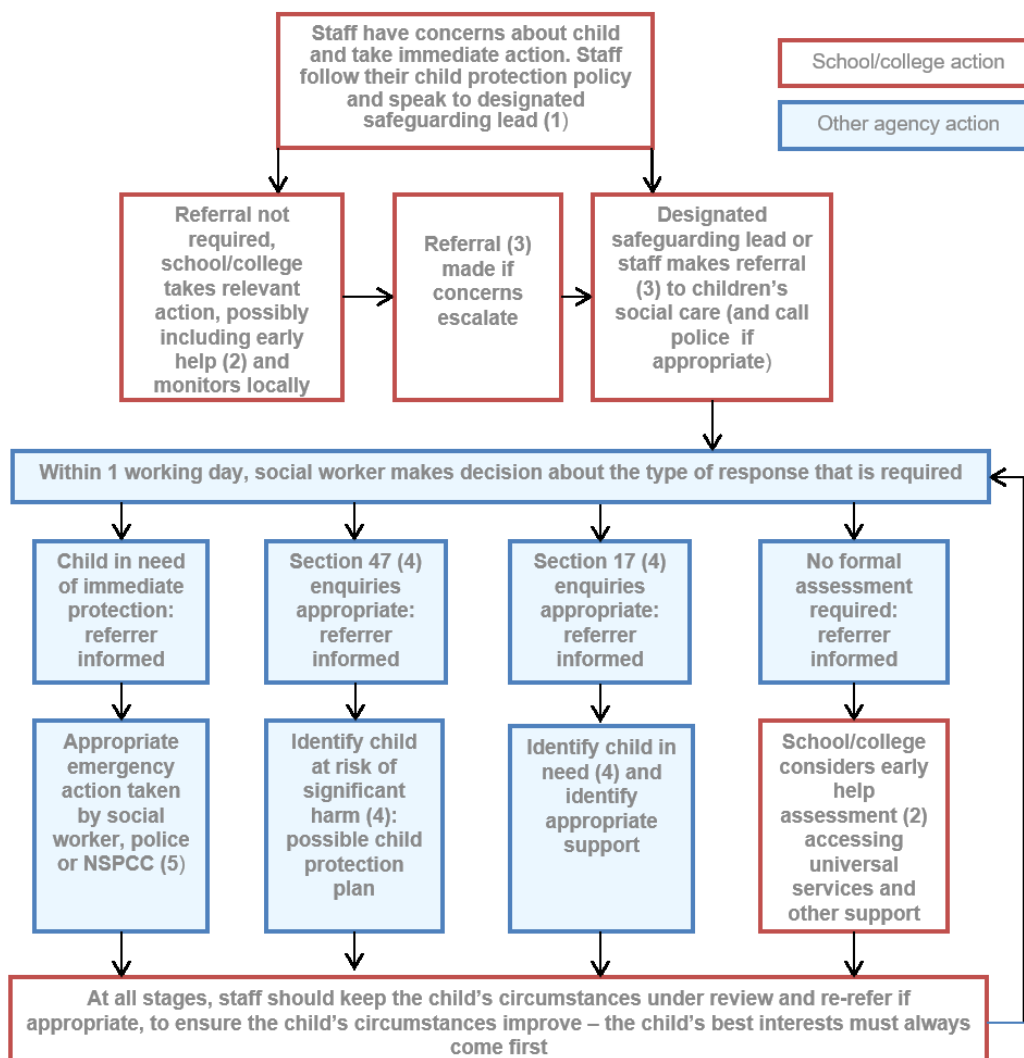 Staff have concerns about child
and take immediate action. Staff
follow their child protection policy
and speak to designated
safeguarding lead (1)
School/college action
Other agency action
Referral not
required,
school/college
takes relevant
action, possibly
including early
help (2) and
monitors locally
Referral (3)
made if
concerns
escalate
Designated
safeguarding lead or
staff makes referral
(3) to children’s
social care (and call
police if
appropriate)
Within 1 working day, social worker makes decision about the type of response that is required
Child in need
of immediate
protection:
referrer
informed
Section 47 (4)
enquiries
appropriate:
referrer
informed
Section 17 (4)
enquiries
appropriate:
referrer
informed
No formal
assessment
required:
referrer
informed
Appropriate
emergency
action taken
by social
worker, police
or NSPCC (5)
Identify child
at risk of
significant
harm (4):
possible child
protection
plan
Identify child in
need (4) and
identify
appropriate
support
School/college
considers early
help
assessment (2)
accessing
universal
services and
other support
At all stages, staff should keep the child’s circumstances under review and re-refer if
appropriate, to ensure the child’s circumstances improve – the child’s best interests must always
come first